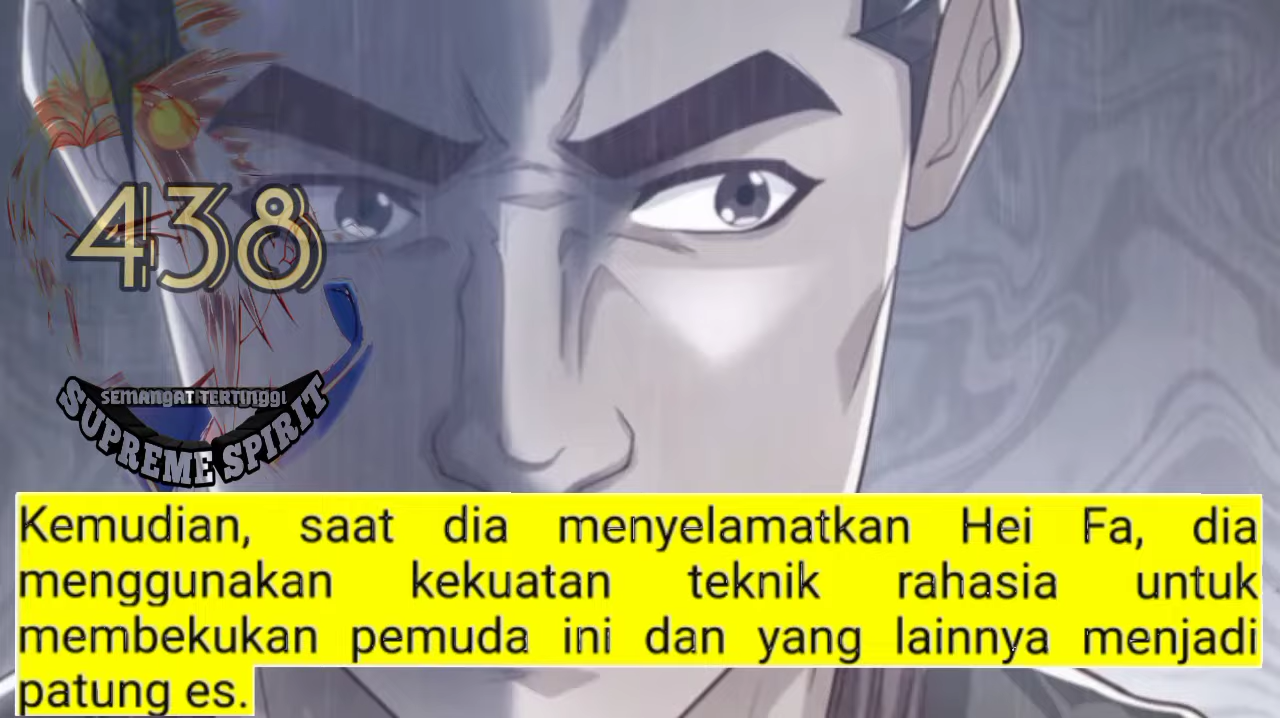 438
SEMANGAT TERTINGGI
SUPREME SPIRIT
Kemudian, saat dia menyelamatkan Hei Fa, dia
menggunakan kekuatan teknik rahasia untuk
membekukan pemuda ini dan yang lainnya menjadi
patung es.